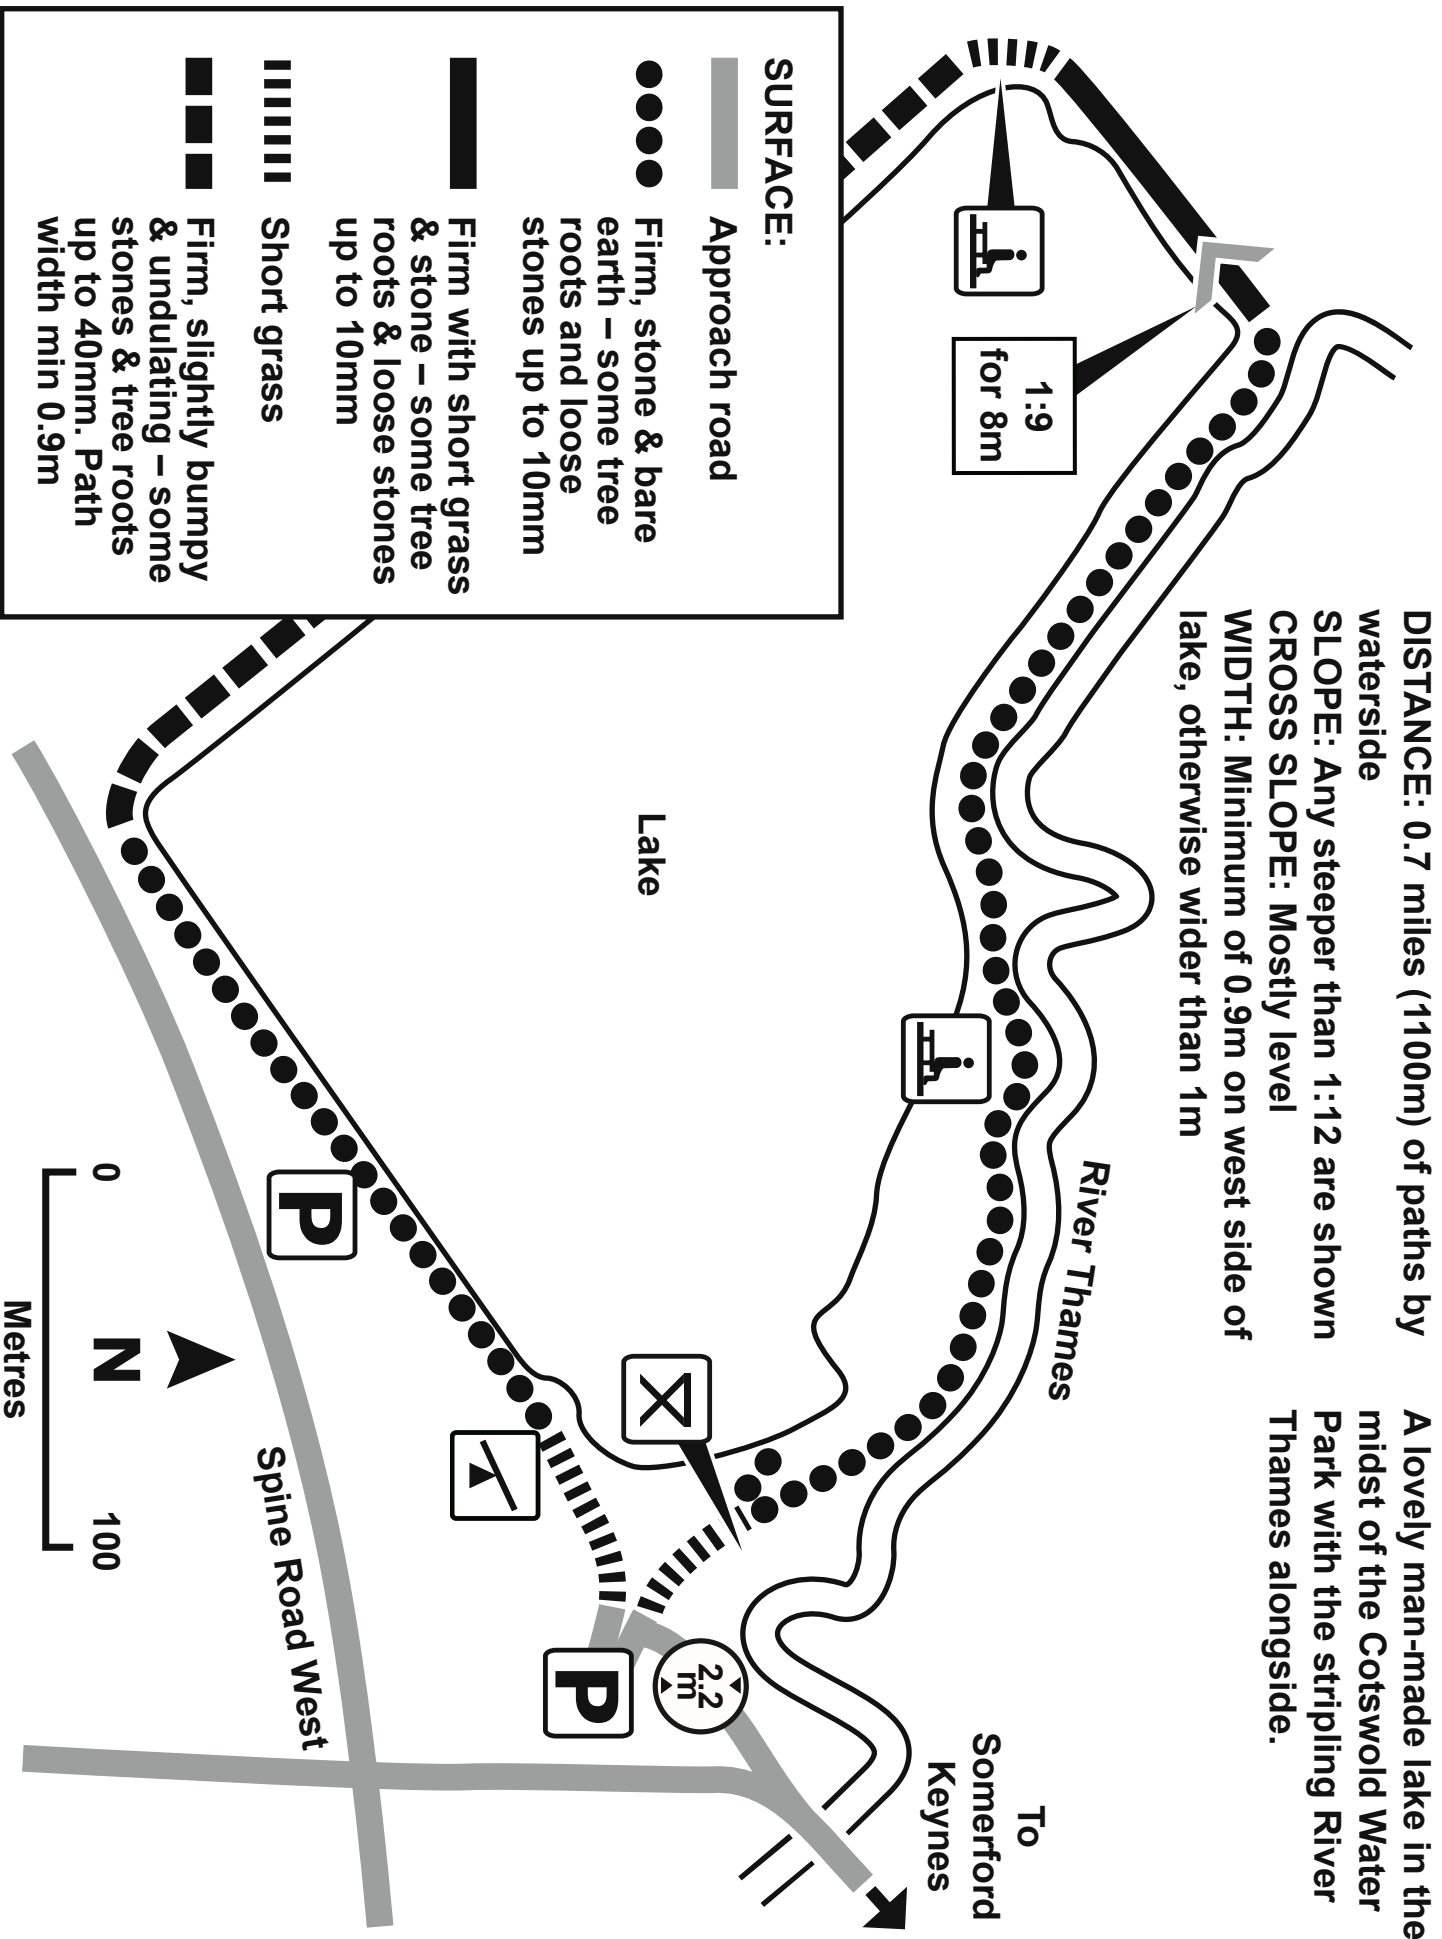 DISTANCE: 0.7 miles (1100m) of paths by
waterside
SLOPE: Any steeper than 1:12 are shown
CROSS SLOPE: Mostly level
WIDTH: Minimum of 0.9m on west side of
lake, otherwise wider than 1m
A lovely man-made lake in the
midst of the Cotswold Water
Park with the stripling River
Thames alongside.
1:9
for 8m
River Thames
To
Somerford
Keynes
Lake
2.2
m
P
P
Spine Road West
N
0
100
Metres
SURFACE:
Approach road
Firm, stone & bare
earth – some tree
roots and loose
stones up to 10mm
Firm with short grass
& stone – some tree
roots & loose stones
up to 10mm
Short grass
Firm, slightly bumpy
& undulating – some
stones & tree roots
up to 40mm. Path
width min 0.9m